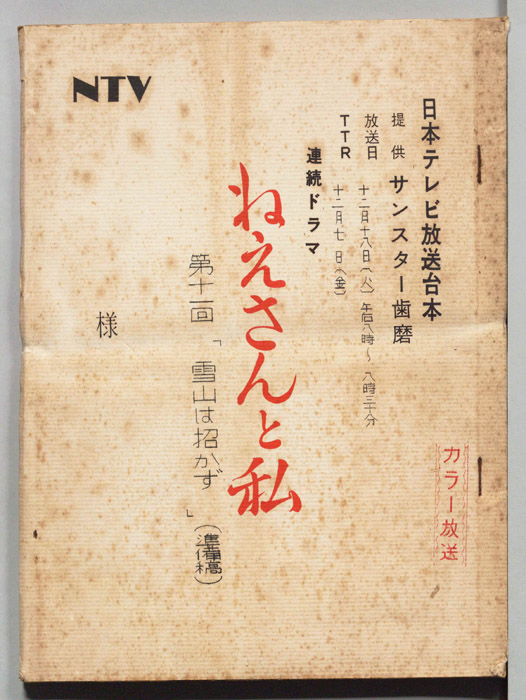 NTV
日本テレビ放送台本
提供 サンスター歯磨
放送日 十二月十八日(火)午后八時〜八時三十分
TTR 十二月七日(金)
連続ドラマ
ねえさんと私
第十一回「雪山は招かず」(準備稿)
様
カラー放送